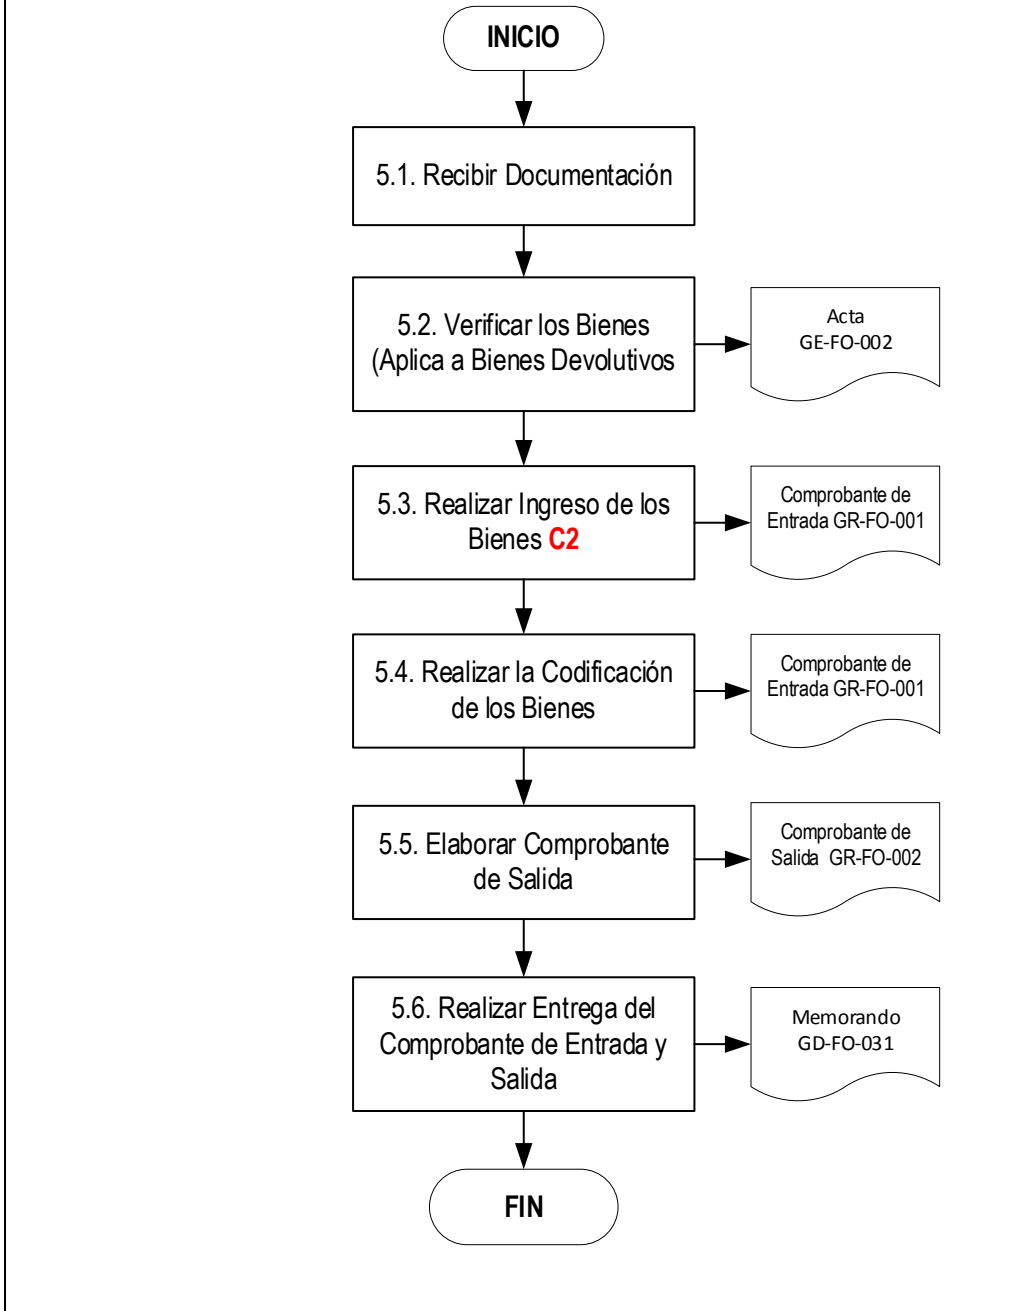 INICIO
5.1. Recibir Documentación
5.2. Verificar los Bienes
(Aplica a Bienes Devolutivos
Acta
GE-FO-002
5.3. Realizar Ingreso de los
Bienes C2
Comprobante de
Entrada GR-FO-001
5.4. Realizar la Codificación
de los Bienes
Comprobante de
Entrada GR-FO-001
5.5. Elaborar Comprobante
de Salida
Comprobante de
Salida GR-FO-002
5.6. Realizar Entrega del
Comprobante de Entrada y
Salida
Memorando
GD-FO-031
FIN